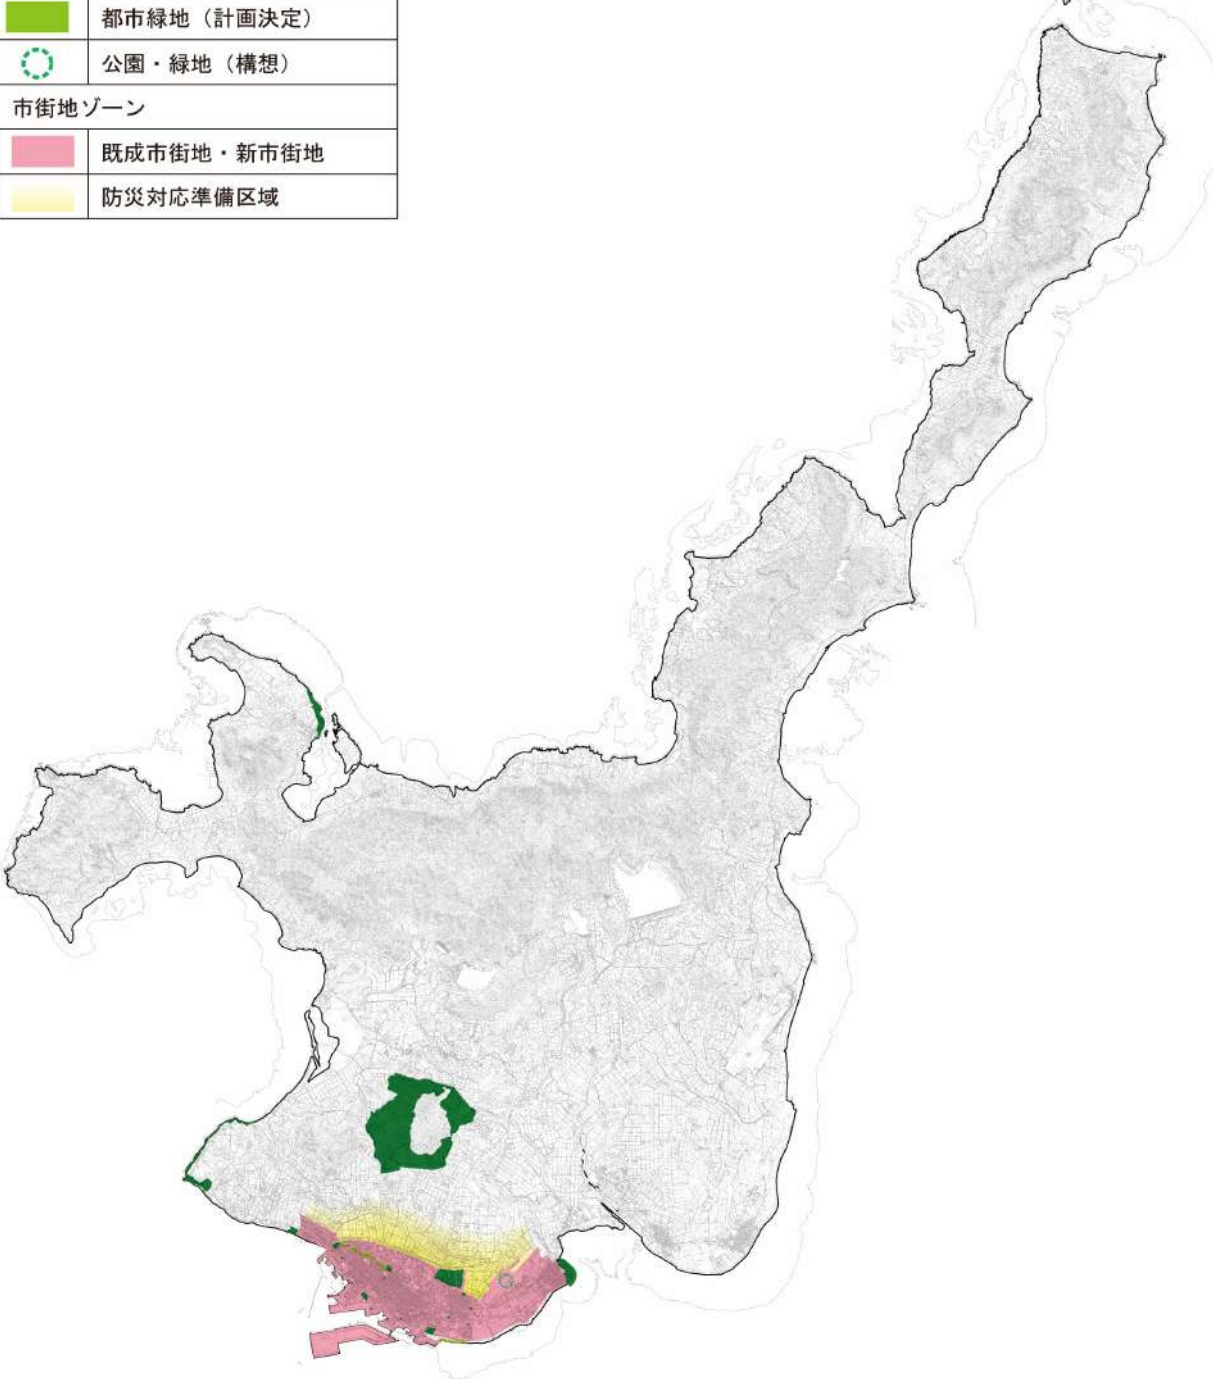 都市緑地（計画決定）
公園・緑地（構想）
市街地ゾーン
既成市街地・新市街地
防災対応準備区域